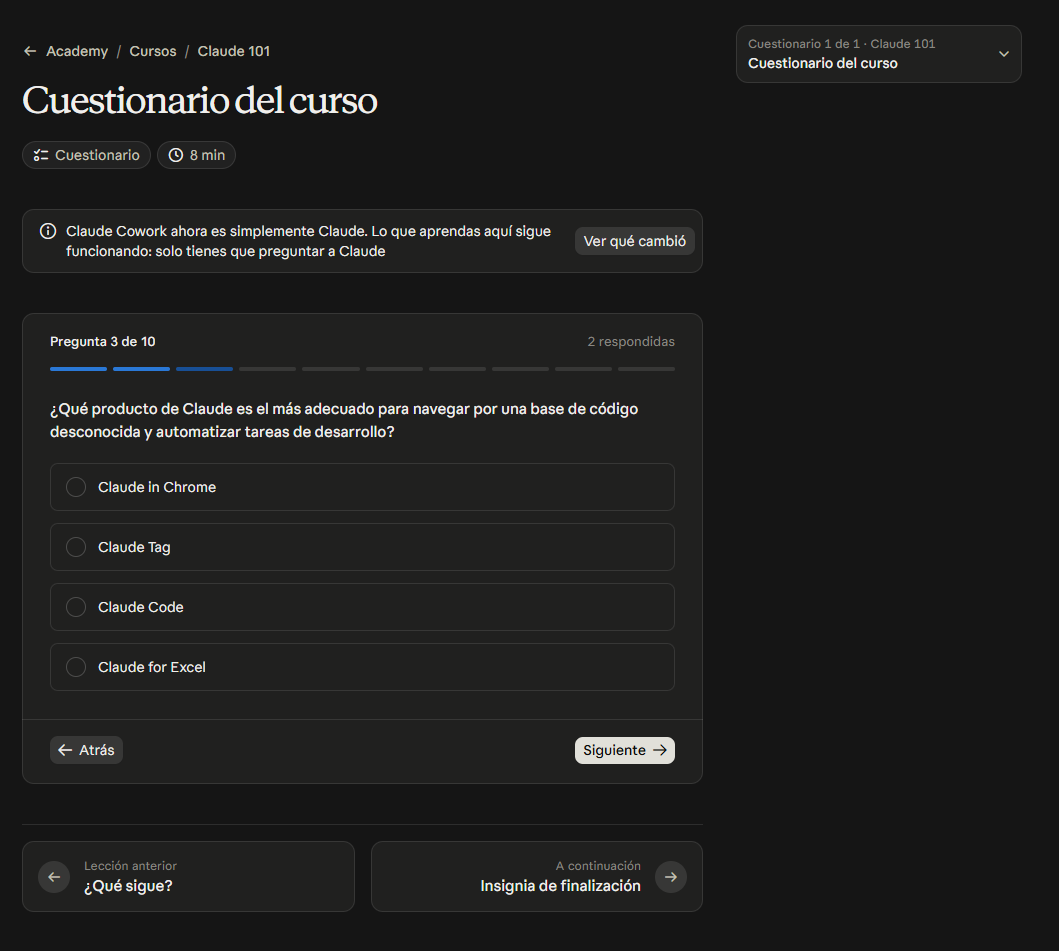 Academy / Cursos / Claude 101
Cuestionario 1 de 1 · Claude 101
Cuestionario del curso
Cuestionario del curso
Cuestionario
8 min
Claude Cowork ahora es simplemente Claude. Lo que aprendas aquí sigue
funcionando: solo tienes que preguntar a Claude
Ver qué cambió
Pregunta 3 de 10
2 respondidas
¿Qué producto de Claude es el más adecuado para navegar por una base de código
desconocida y automatizar tareas de desarrollo?
Claude in Chrome
Claude Tag
Claude Code
Claude for Excel
Atrás
Siguiente
Lección anterior
¿Qué sigue?
A continuación
Insignia de finalización